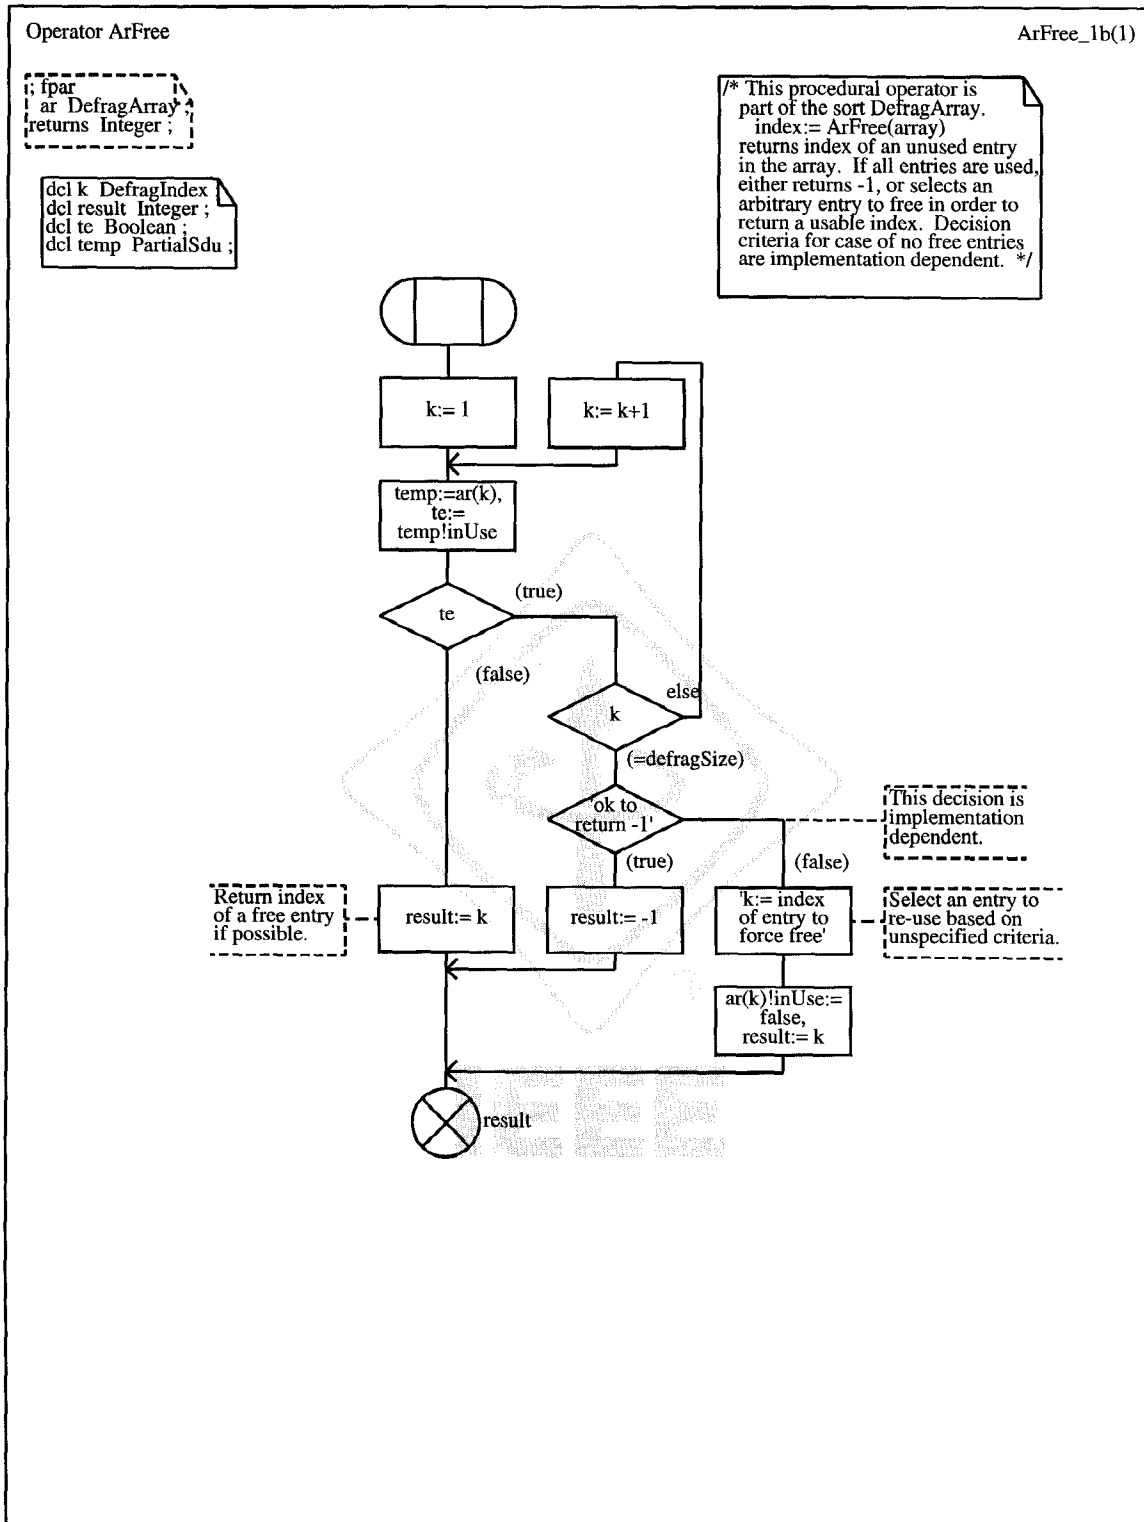 Operator ArFree
ArFree_1b(1)
; fpar
ar DefragArray ;
returns Integer ;
dcl k DefragIndex ;
dcl result Integer ;
dcl te Boolean ;
dcl temp PartialSdu ;
/* This procedural operator is
part of the sort DefragArray.
index:= ArFree(array)
returns index of an unused entry
in the array. If all entries are used,
either returns -1, or selects an
arbitrary entry to free in order to
return a usable index. Decision
criteria for case of no free entries
are implementation dependent. */
k:= 1
k:= k+1
temp:=ar(k),
te:=
temp!inUse
te
(true)
(false)
k
else
(=defragSize)
'ok to
return -1'
(true)
(false)
This decision is
implementation
dependent.
Return index
of a free entry
if possible.
result:= k
result:= -1
'k:= index
of entry to
force free'
Select an entry to
re-use based on
unspecified criteria.
ar(k)!inUse:=
false,
result:= k
result
IEEE